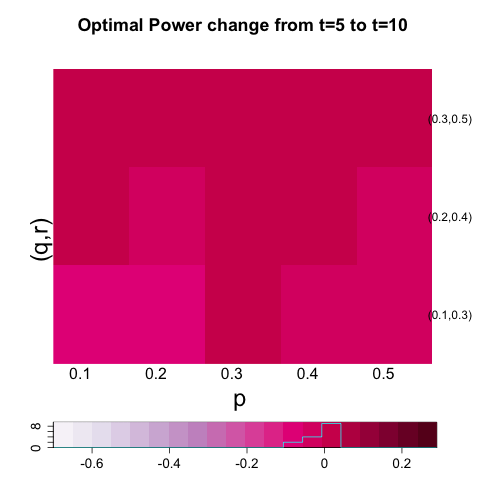 Optimal Power change from t=5 to t=10
(0.3,0.5)
(0.2,0.4)
(q,r)
(0.1,0.3)
0.1 0.2 0.3 0.4 0.5
p
0 8
-0.6 -0.4 -0.2 0 0.2